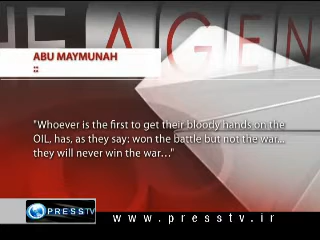 THE AGEN
ABU MAYMUNAH
"Whoever is the first to get their bloody hands on the
OIL, has, as they say: won the battle but not the war...
they will never win the war..."
PRESSTV
www.presstv.ir